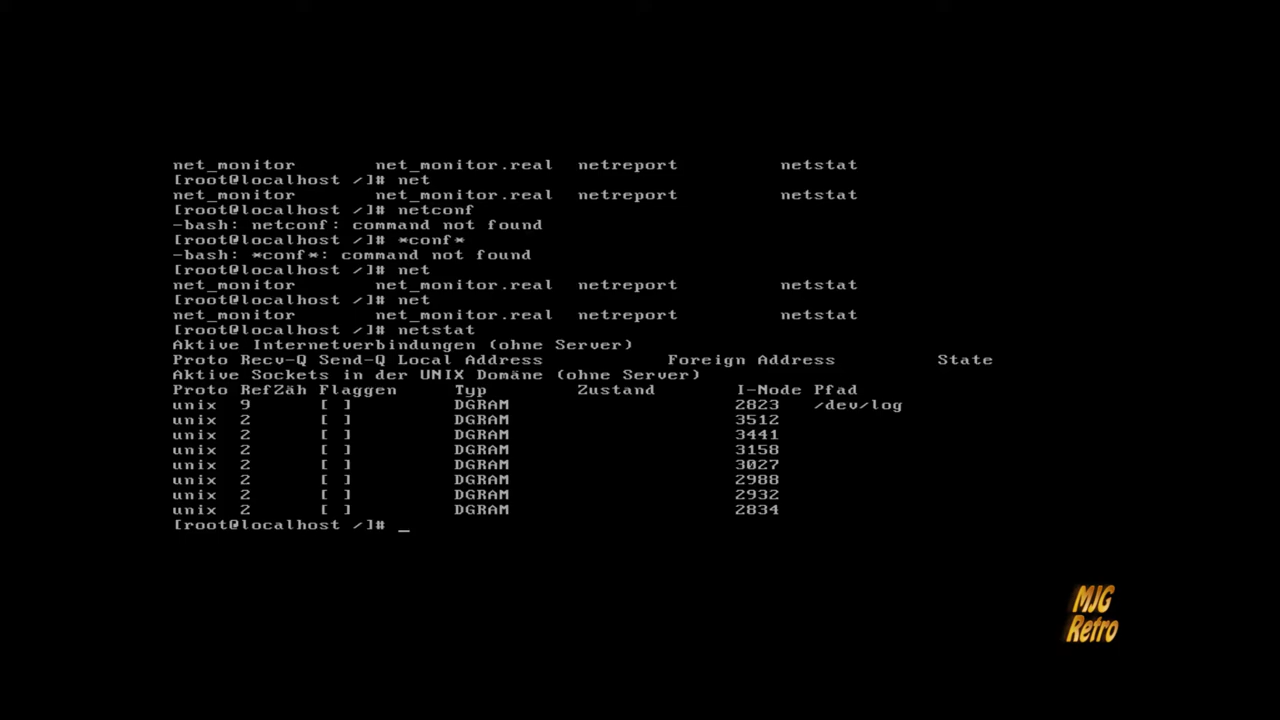 net_monitor net_monitor.real netreport netstat
[root@localhost /]# net
net_monitor net_monitor.real netreport netstat
[root@localhost /]# netconf
-bash: netconf: command not found
[root@localhost /]# *conf*
-bash: *conf*: command not found
[root@localhost /]# net
net_monitor net_monitor.real netreport netstat
[root@localhost /]# net
net_monitor net_monitor.real netreport netstat
[root@localhost /]# netstat
Aktive Internetverbindungen (ohne Server)
Proto Recv-Q Send-Q Local Address Foreign Address State
Aktive Sockets in der UNIX Domäne (ohne Server)
Proto RefZäh Flaggen Typ Zustand I-Node Pfad
unix 9 [ ] DGRAM 2823 /dev/log
unix 2 [ ] DGRAM 3512
unix 2 [ ] DGRAM 3441
unix 2 [ ] DGRAM 3158
unix 2 [ ] DGRAM 3027
unix 2 [ ] DGRAM 2988
unix 2 [ ] DGRAM 2932
unix 2 [ ] DGRAM 2834
[root@localhost /]# _
MJG
Retro